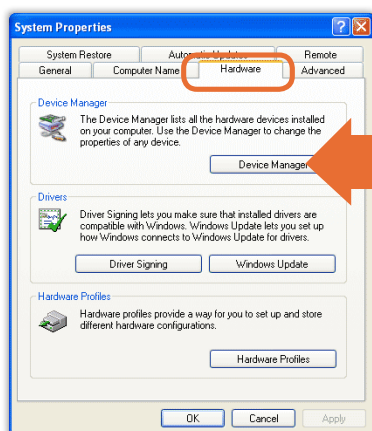 System Properties
System Restore Automatic Updates Remote
General Computer Name Hardware Advanced
Device Manager
The Device Manager lists all the hardware devices installed
on your computer. Use the Device Manager to change the
properties of any device.
Device Manager
Drivers
Driver Signing lets you make sure that installed drivers are
compatible with Windows. Windows Update lets you set up
how Windows connects to Windows Update for drivers.
Driver Signing Windows Update
Hardware Profiles
Hardware profiles provide a way for you to set up and store
different hardware configurations.
Hardware Profiles
OK Cancel Apply